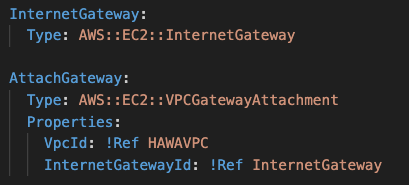 InternetGateway:
  Type: AWS::EC2::InternetGateway

AttachGateway:
  Type: AWS::EC2::VPCGatewayAttachment
  Properties:
    VpcId: !Ref HAWAVPC
    InternetGatewayId: !Ref InternetGateway